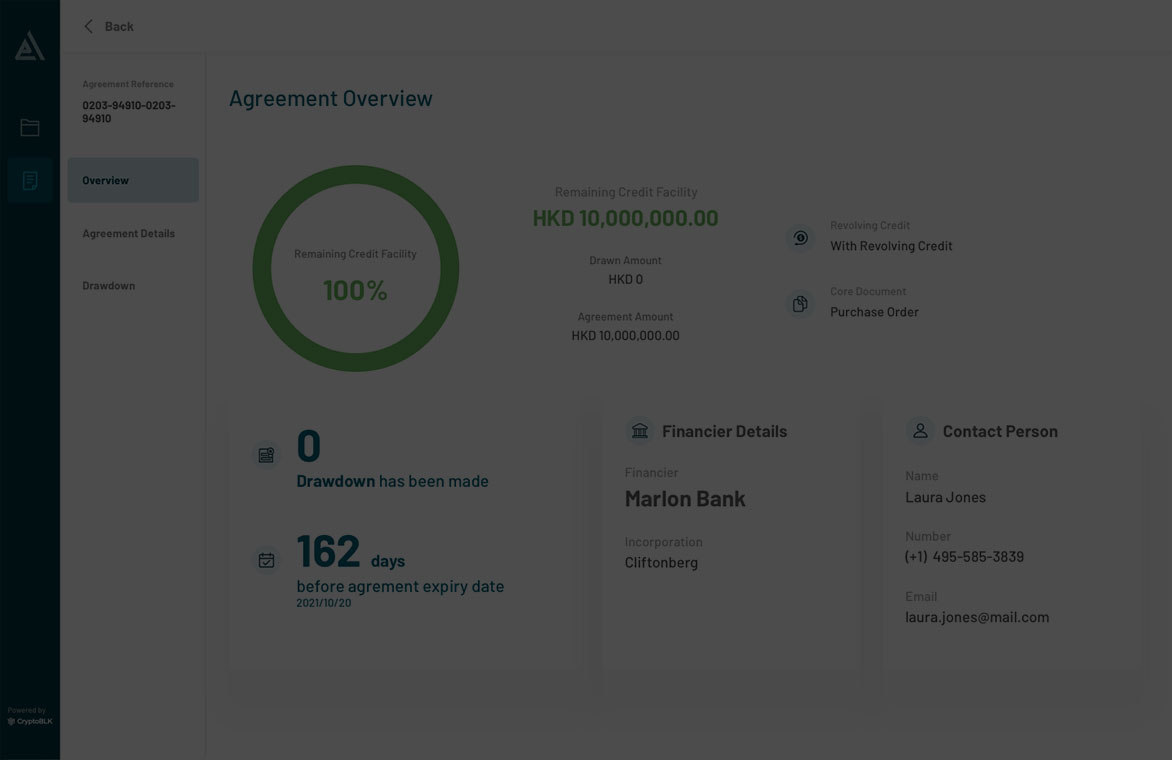 Back
Agreement Reference
0203-94910-0203-
94910
Overview
Agreement Details
Drawdown
Powered by
CryptoBLK
Agreement Overview
Remaining Credit Facility
100%
Remaining Credit Facility
HKD 10,000,000.00
Drawn Amount
HKD 0
Agreement Amount
HKD 10,000,000.00
Revolving Credit
With Revolving Credit
Core Document
Purchase Order
0
Drawdown has been made
162 days
before agrement expiry date
2021/10/20
Financier Details
Financier
Marlon Bank
Incorporation
Cliftonberg
Contact Person
Name
Laura Jones
Number
(+1) 495-585-3839
Email
laura.jones@mail.com